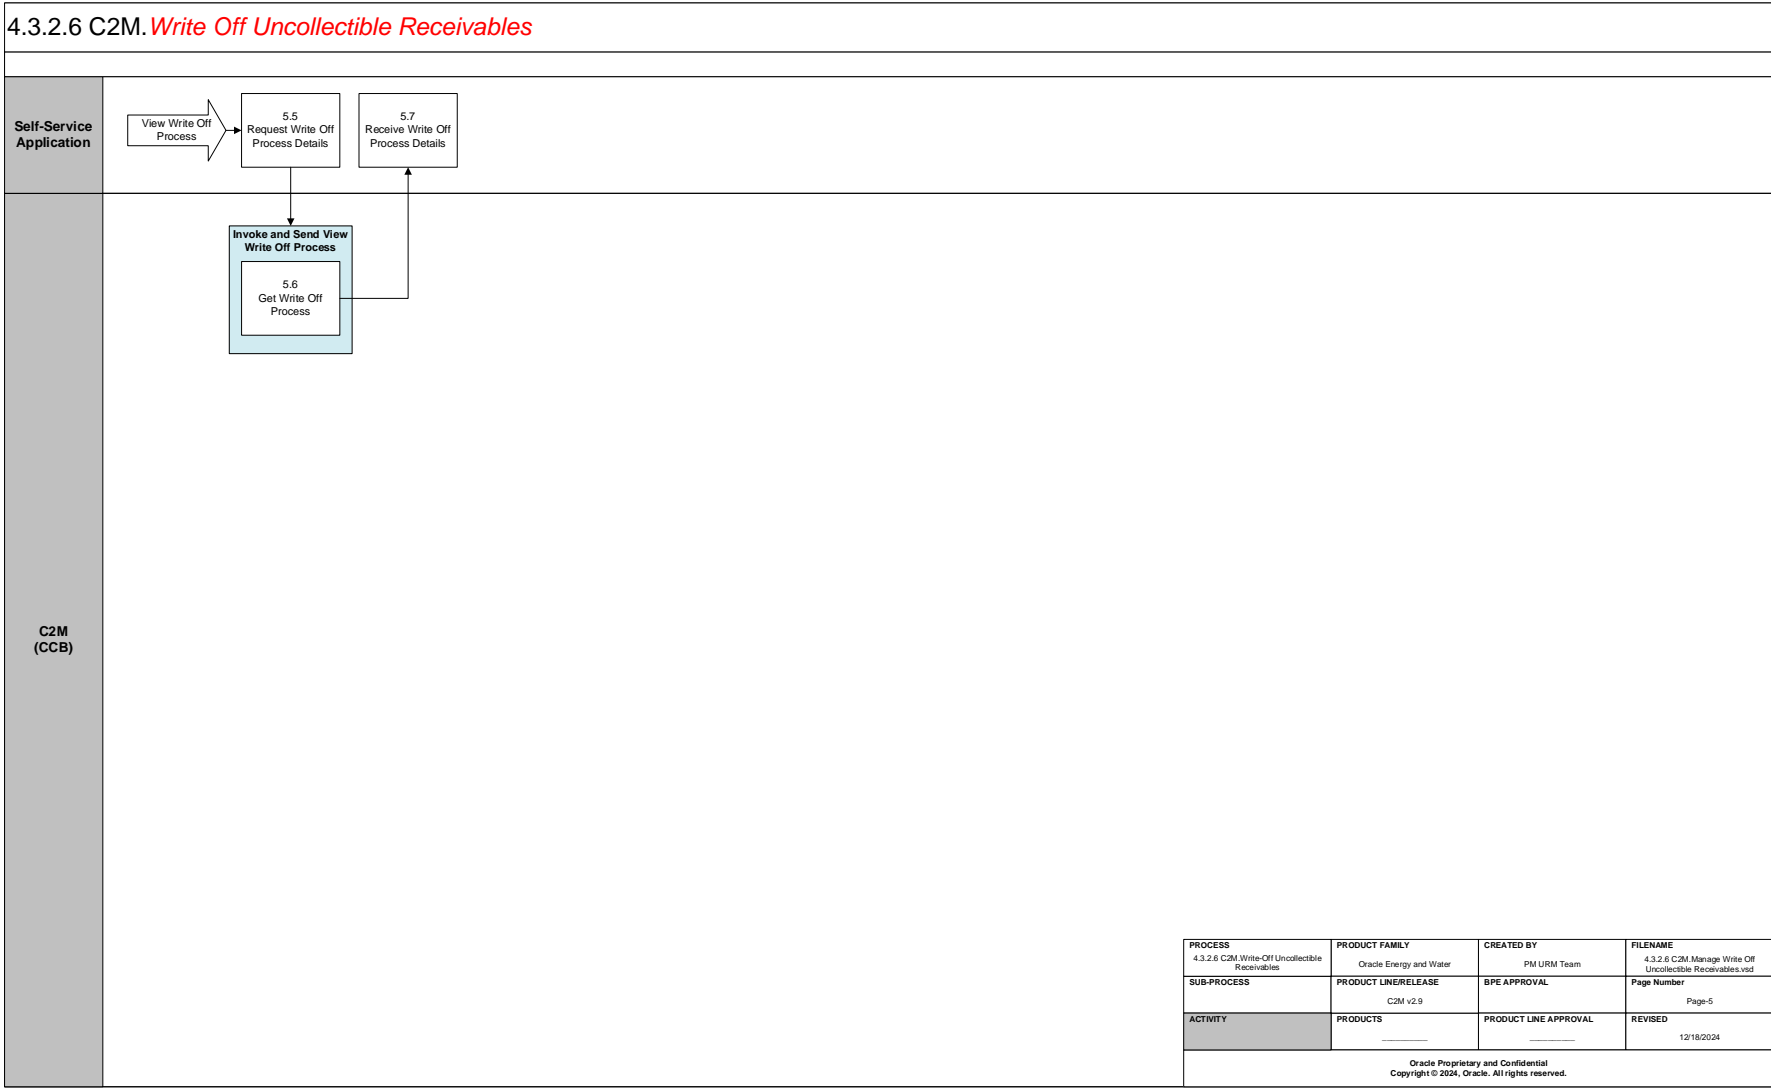 4.3.2.6 C2M.Write Off Uncollectible Receivables
Self-Service
Application
View Write Off
Process
5.5
Request Write Off
Process Details
5.7
Receive Write Off
Process Details
Invoke and Send View
Write Off Process
5.6
Get Write Off
Process
C2M
(CCB)
PROCESS
4.3.2.6 C2M.Write-Off Uncollectible
Receivables
PRODUCT FAMILY
Oracle Energy and Water
CREATED BY
PM URM Team
FILENAME
4.3.2.6 C2M.Manage Write Off
Uncollectible Receivables.vsd
SUB-PROCESS
PRODUCT LINE/RELEASE
C2M v2.9
BPE APPROVAL
Page Number
Page-5
ACTIVITY
PRODUCTS
PRODUCT LINE APPROVAL
REVISED
12/18/2024
Oracle Proprietary and Confidential
Copyright © 2024, Oracle. All rights reserved.